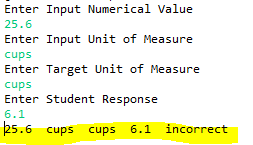 Enter Input Numerical Value
25.6
Enter Input Unit of Measure
cups
Enter Target Unit of Measure
cups
Enter Student Response
6.1
25.6 cups cups 6.1 incorrect